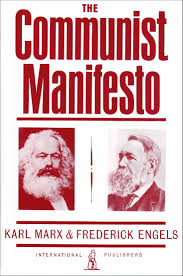 THE
Communist
Manifesto
KARL MARX & FREDERICK ENGELS
INTERNATIONAL PUBLISHERS